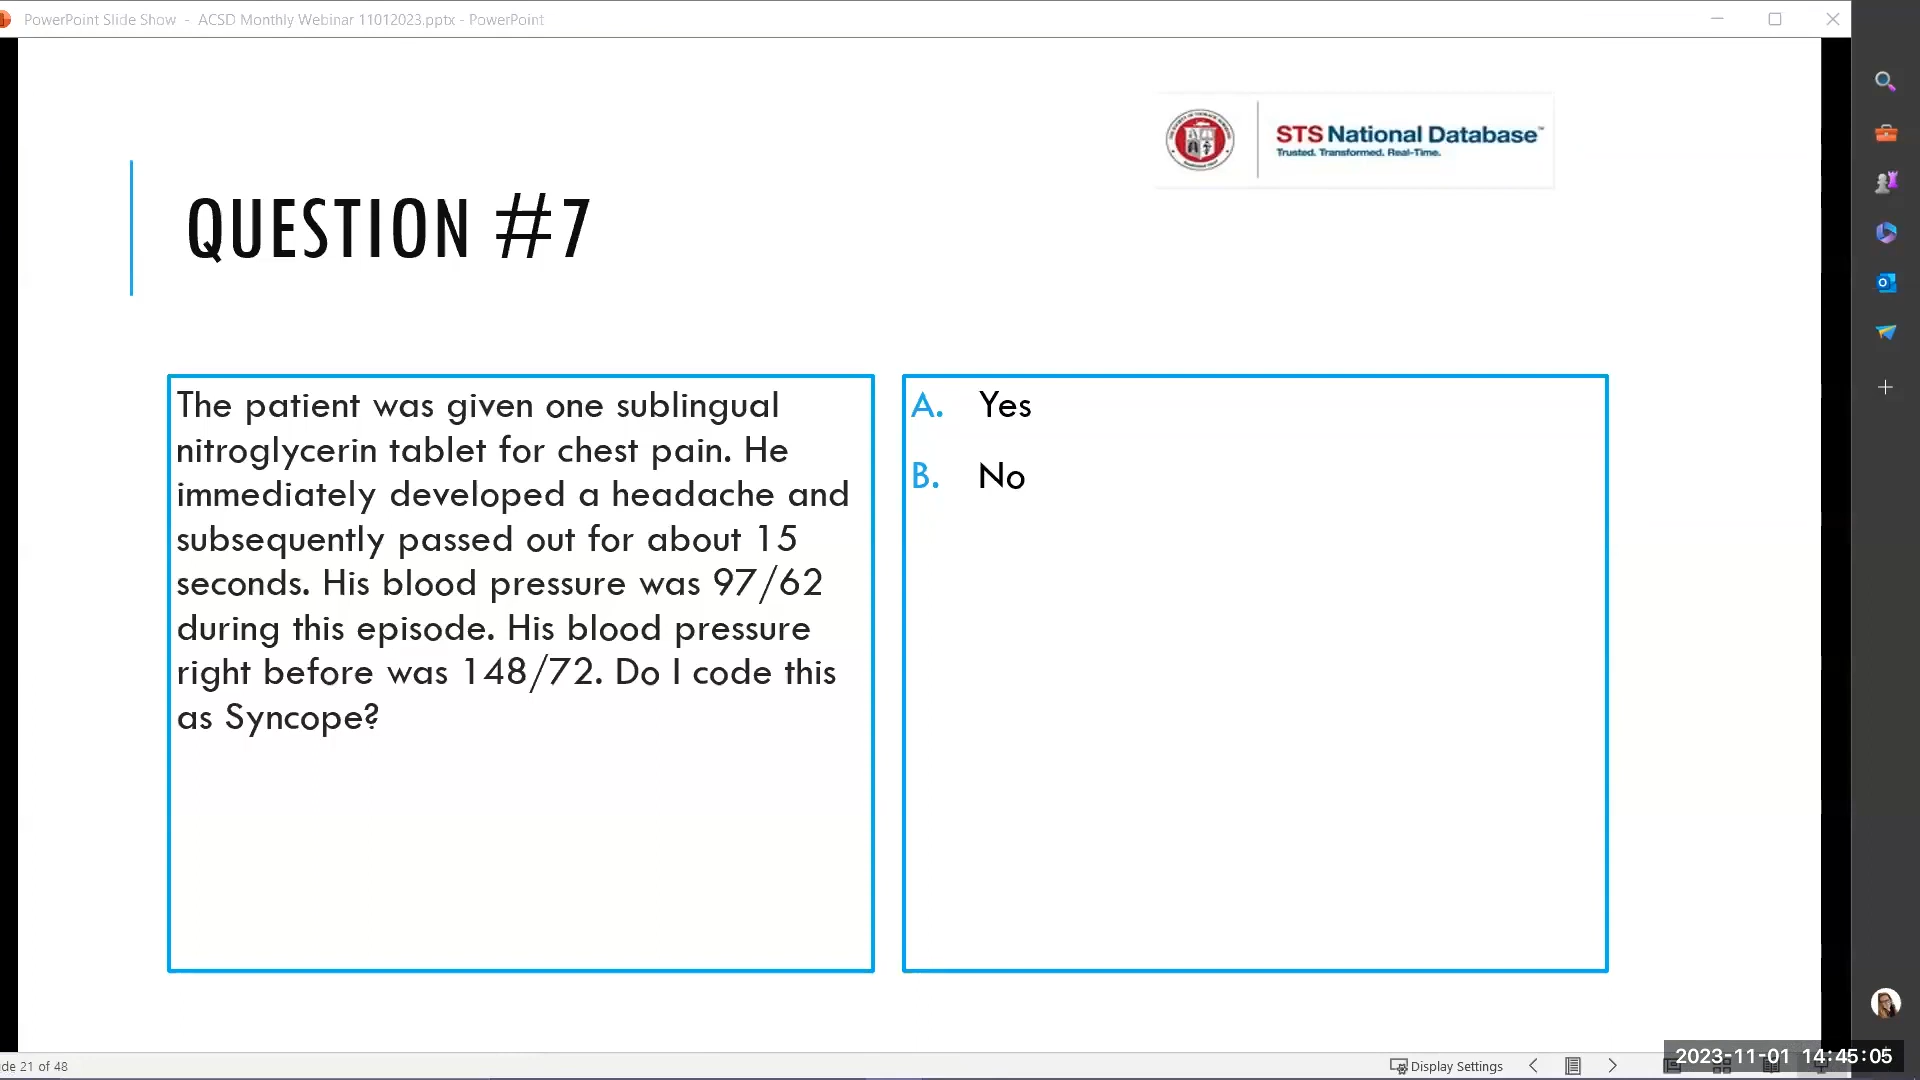 PowerPoint Slide Show - ACSD Monthly Webinar 11012023.pptx - PowerPoint
STS National Database™
Trusted. Transformed. Real-Time.
QUESTION #7
The patient was given one sublingual
nitroglycerin tablet for chest pain. He
immediately developed a headache and
subsequently passed out for about 15
seconds. His blood pressure was 97/62
during this episode. His blood pressure
right before was 148/72. Do I code this
as Syncope?
A. Yes
B. No
de 21 of 48
Display Settings
2023-11-01 14:45:05